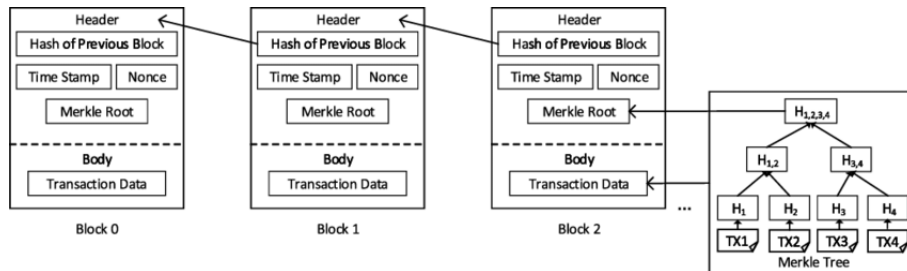 Header
Hash of Previous Block
Time Stamp
Nonce
Merkle Root
Body
Transaction Data
Block 0
Header
Hash of Previous Block
Time Stamp
Nonce
Merkle Root
Body
Transaction Data
Block 1
Header
Hash of Previous Block
Time Stamp
Nonce
Merkle Root
Body
Transaction Data
Block 2
...
H1,2,3,4
H1,2
H3,4
H1
H2
H3
H4
TX1
TX2
TX3
TX4
Merkle Tree